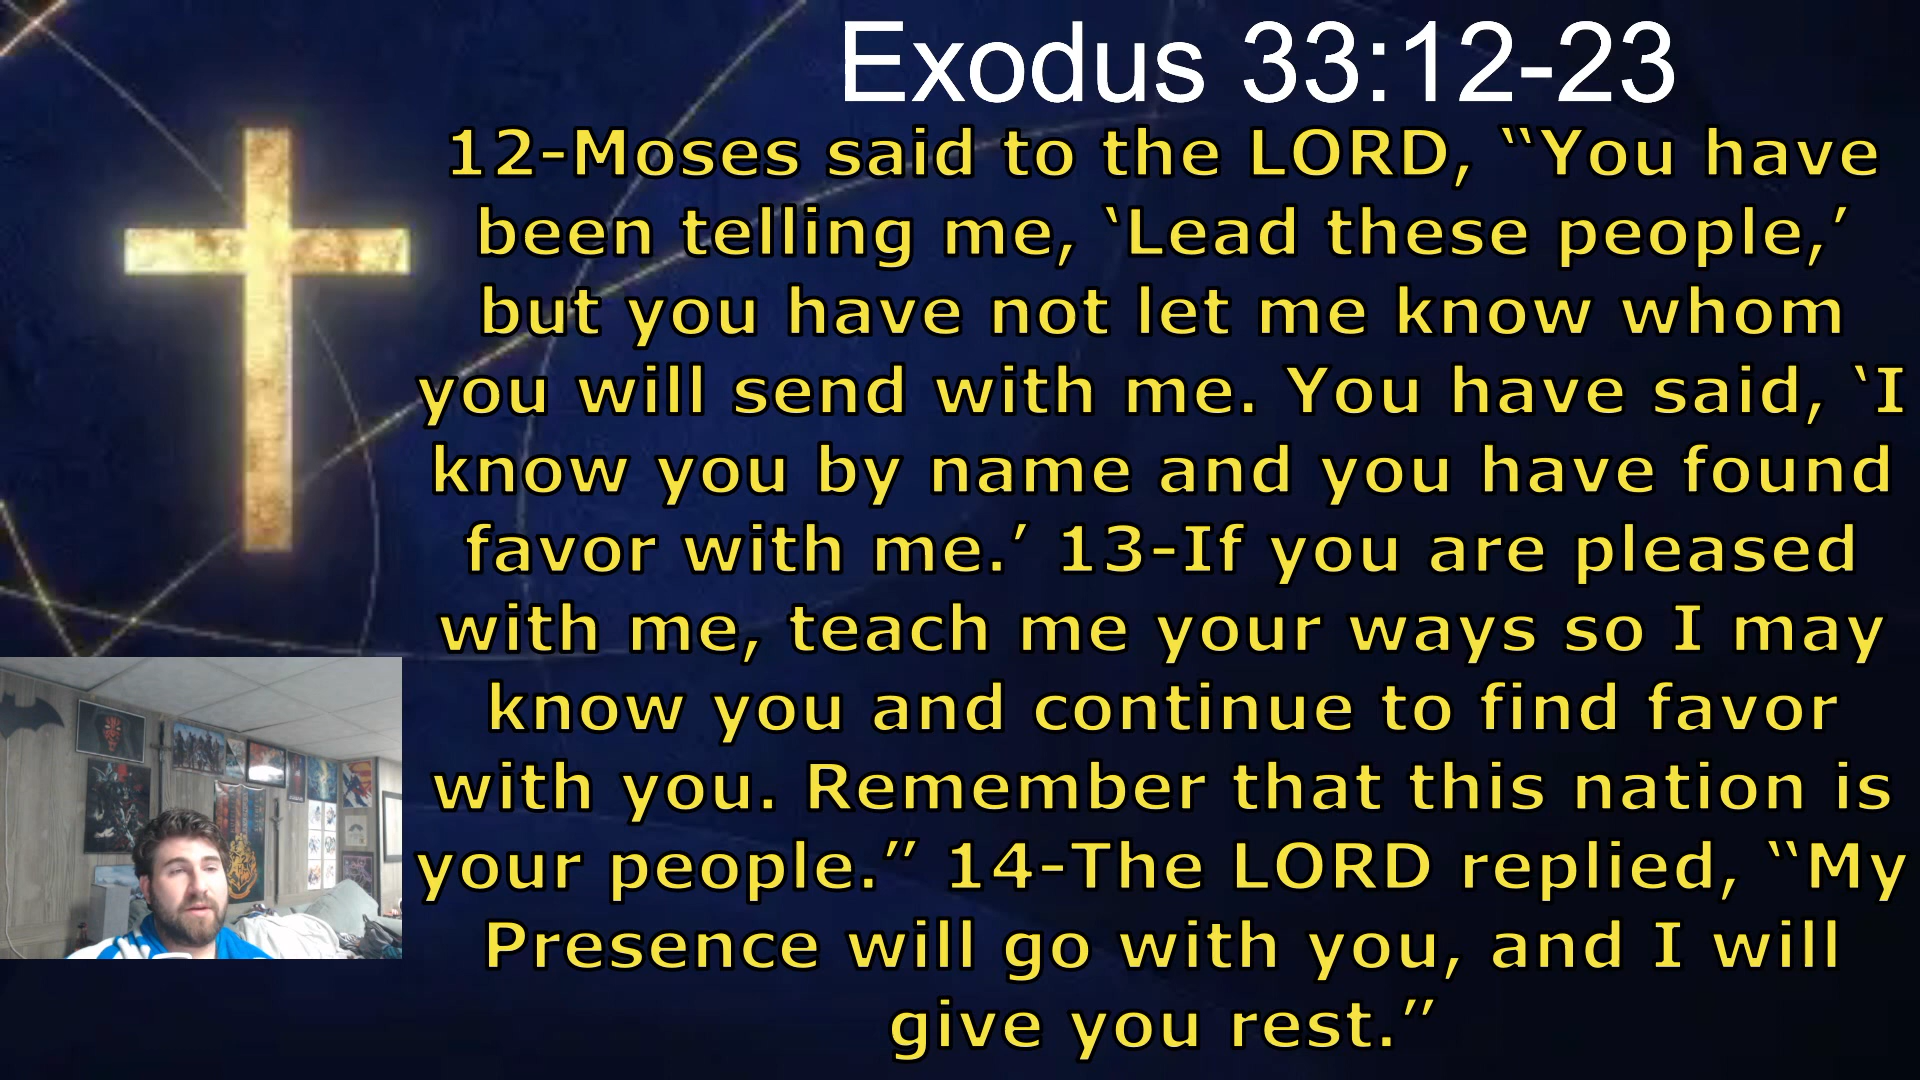 Exodus 33:12-23
12-Moses said to the LORD, “You have
been telling me, ‘Lead these people,’
but you have not let me know whom
you will send with me. You have said, ‘I
know you by name and you have found
favor with me.’ 13-If you are pleased
with me, teach me your ways so I may
know you and continue to find favor
with you. Remember that this nation is
your people.” 14-The LORD replied, “My
Presence will go with you, and I will
give you rest.”